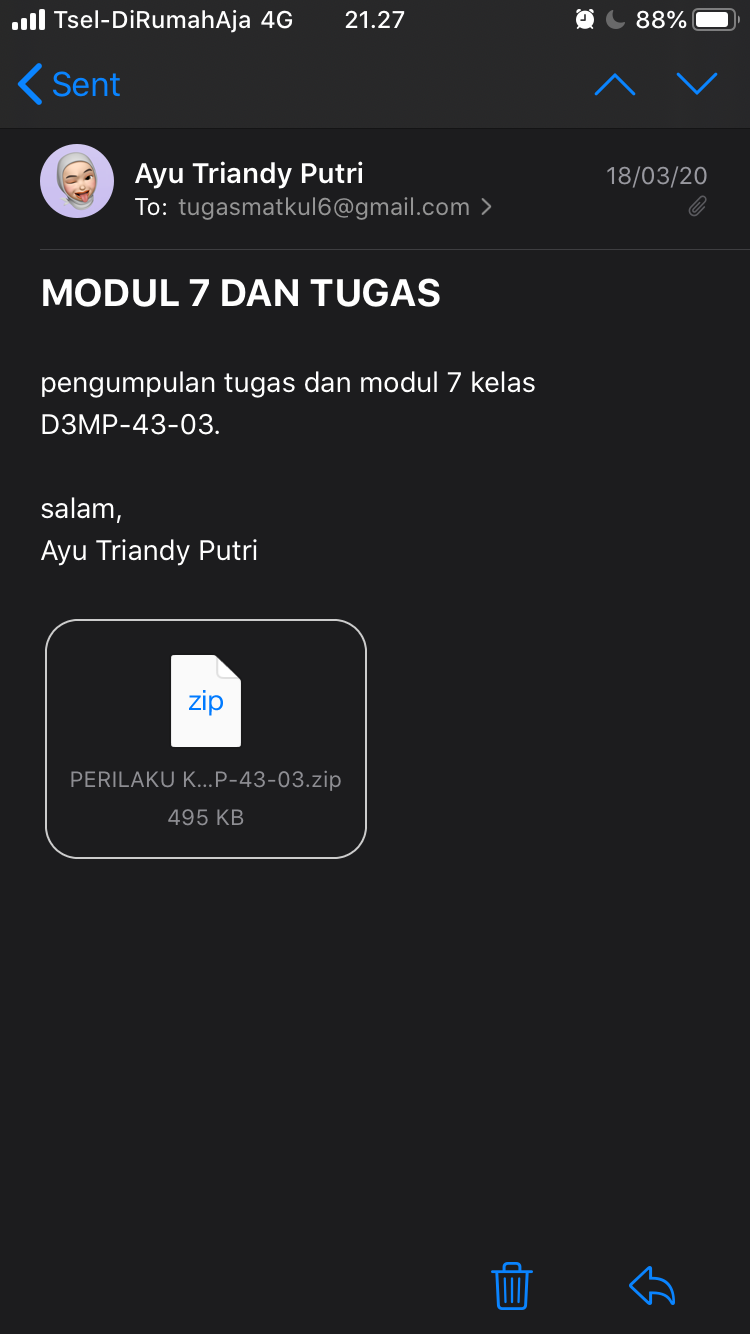 Tsel-DiRumahAja 4G 21.27 88%
Sent
Ayu Triandy Putri 18/03/20
To: tugasmatkul6@gmail.com
MODUL 7 DAN TUGAS
pengumpulan tugas dan modul 7 kelas
D3MP-43-03.
salam,
Ayu Triandy Putri
zip
PERILAKU K...P-43-03.zip
495 KB